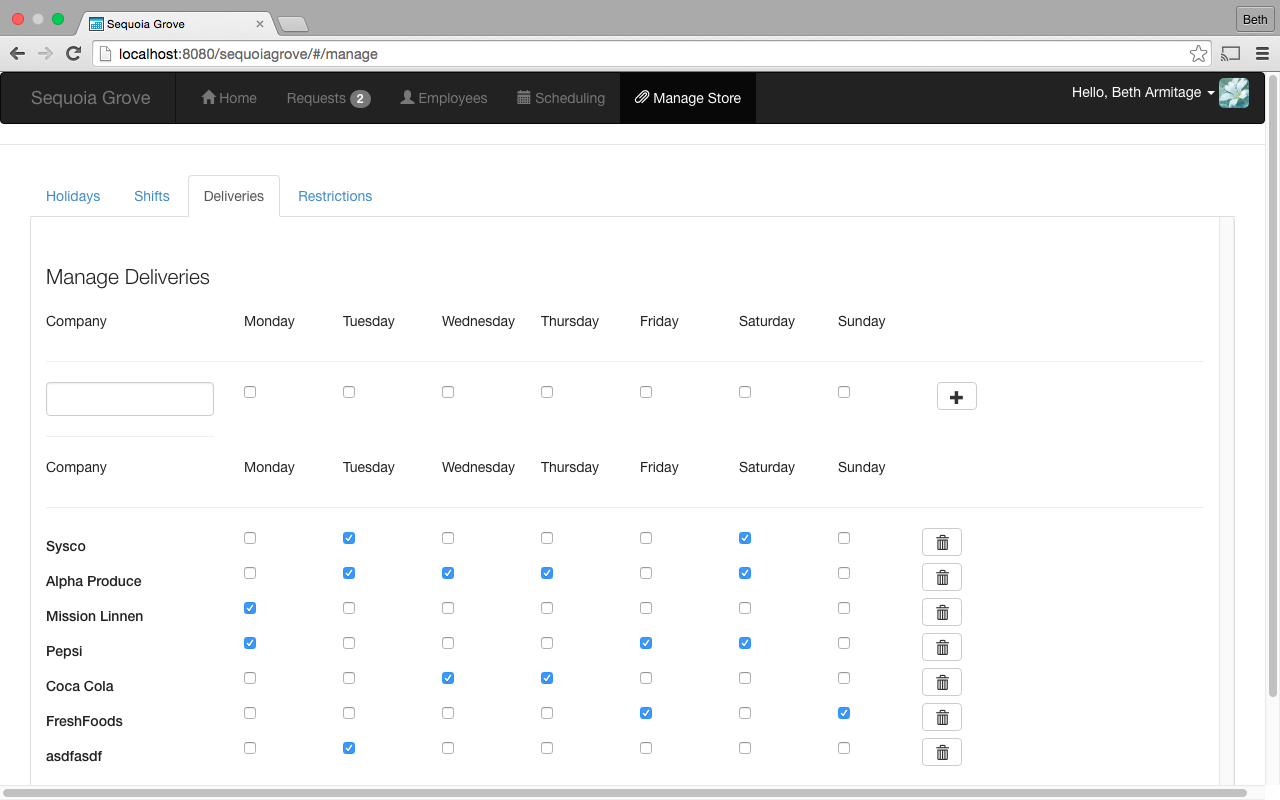 Sequoia Grove
Beth
localhost:8080/sequoiagrove/#/manage
Sequoia Grove Home Requests 2 Employees Scheduling Manage Store Hello, Beth Armitage
Holidays Shifts Deliveries Restrictions
Manage Deliveries
Company Monday Tuesday Wednesday Thursday Friday Saturday Sunday
Company Monday Tuesday Wednesday Thursday Friday Saturday Sunday
Sysco
Alpha Produce
Mission Linnen
Pepsi
Coca Cola
FreshFoods
asdfasdf